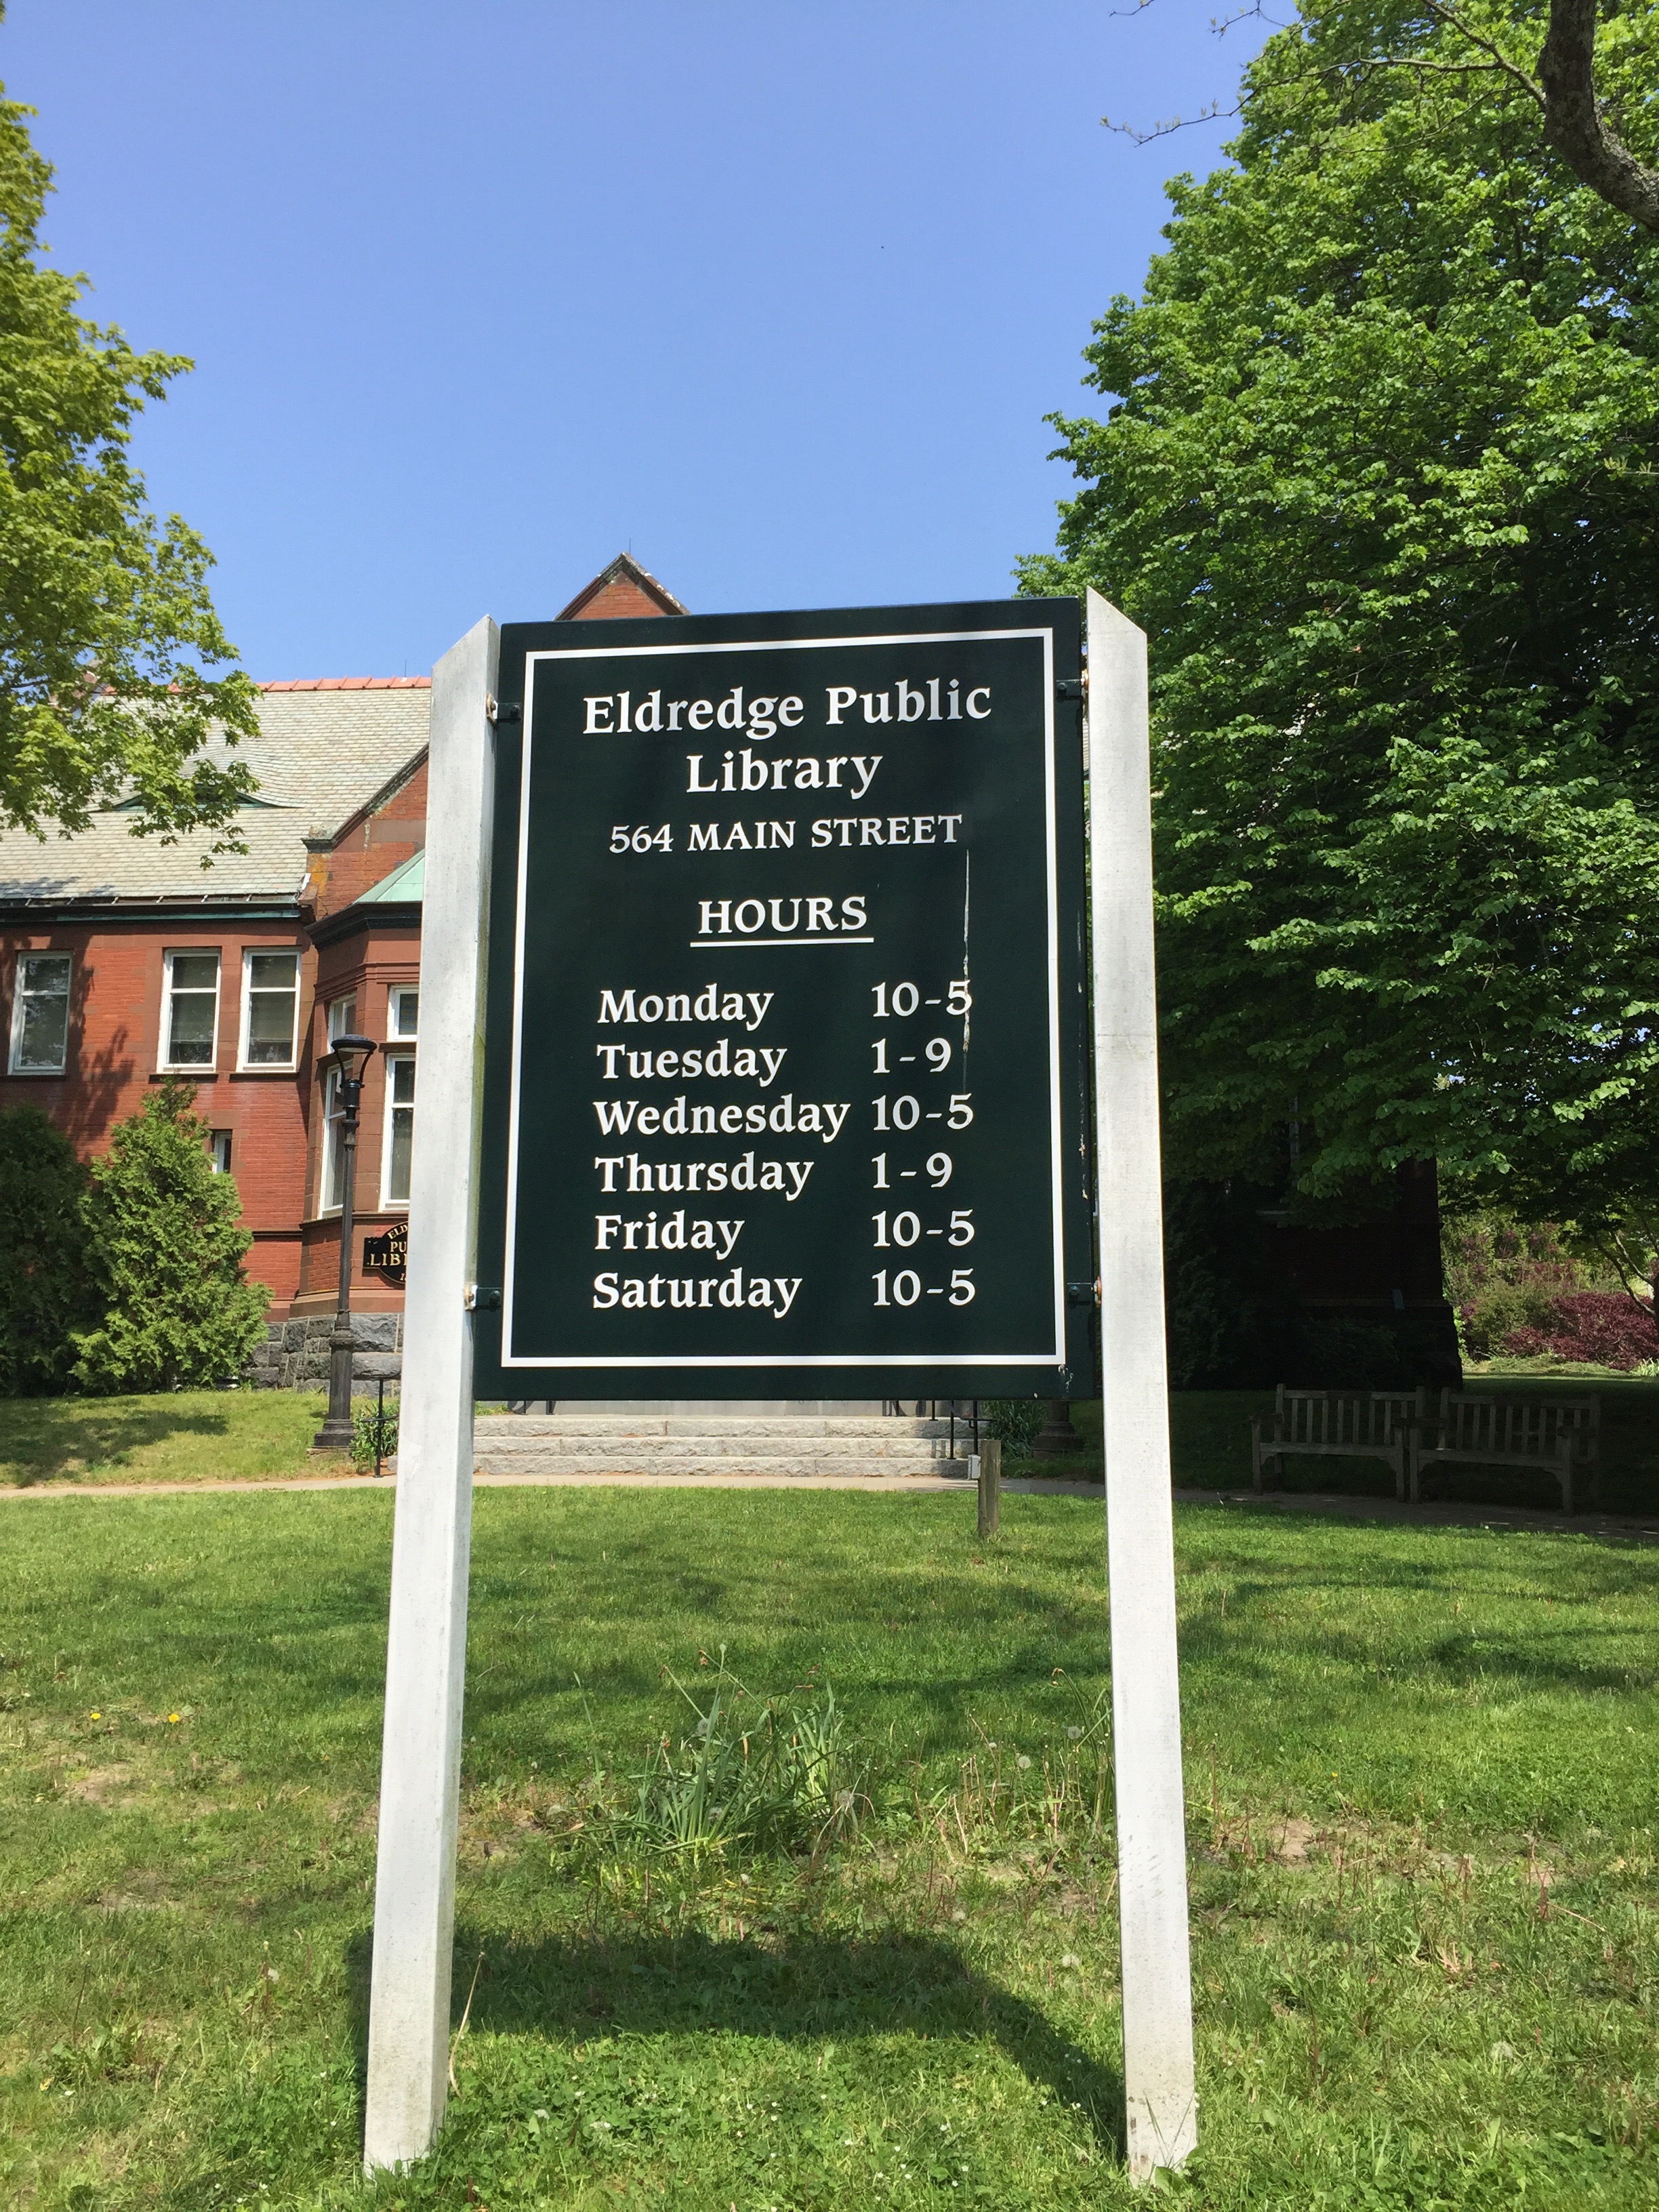 Eldredge Public
Library
564 MAIN STREET
HOURS
Monday 10-5
Tuesday 1-9
Wednesday 10-5
Thursday 1-9
Friday 10-5
Saturday 10-5